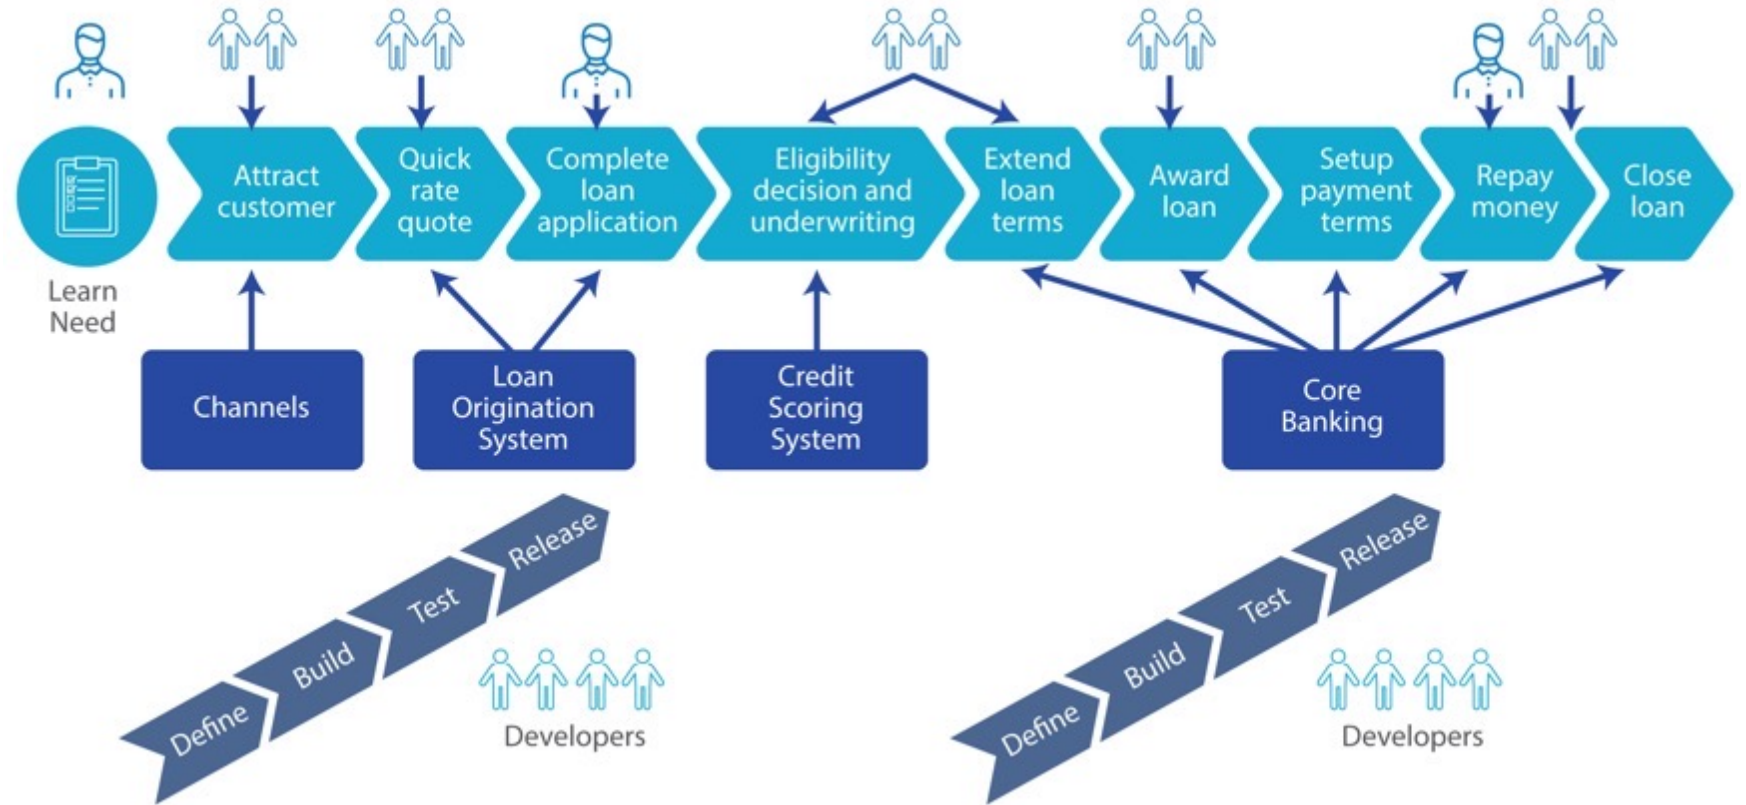 Learn
Need
Attract
customer
Quick
rate
quote
Complete
loan
application
Eligibility
decision and
underwriting
Extend
loan
terms
Award
loan
Setup
payment
terms
Repay
money
Close
loan
Channels
Loan
Origination
System
Credit
Scoring
System
Core
Banking
Define
Build
Test
Release
Developers
Define
Build
Test
Release
Developers